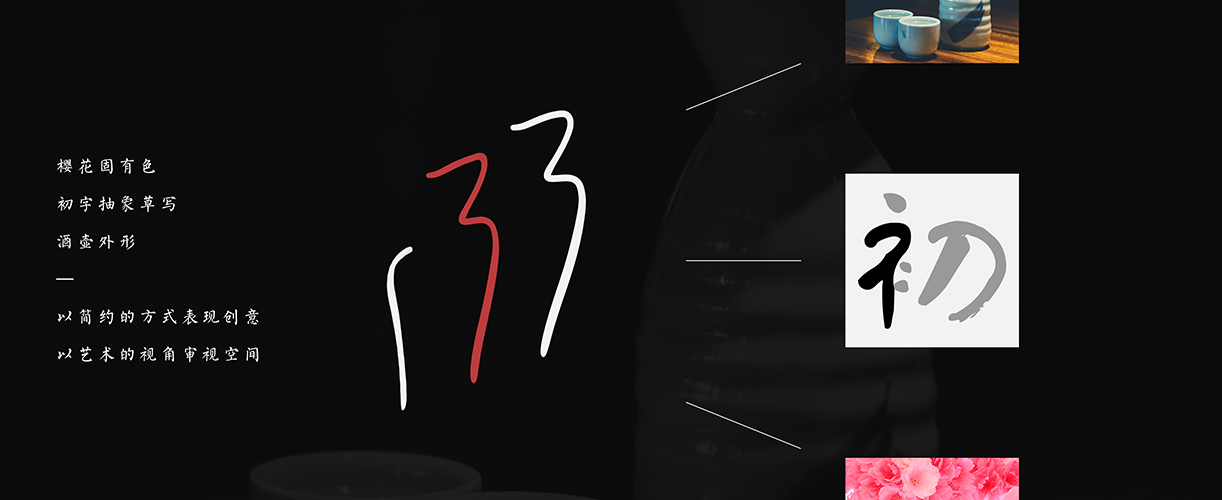 樱花固有色
初字抽象草写
酒壶外形
以简约的方式表现创意
以艺术的视角审视空间
初